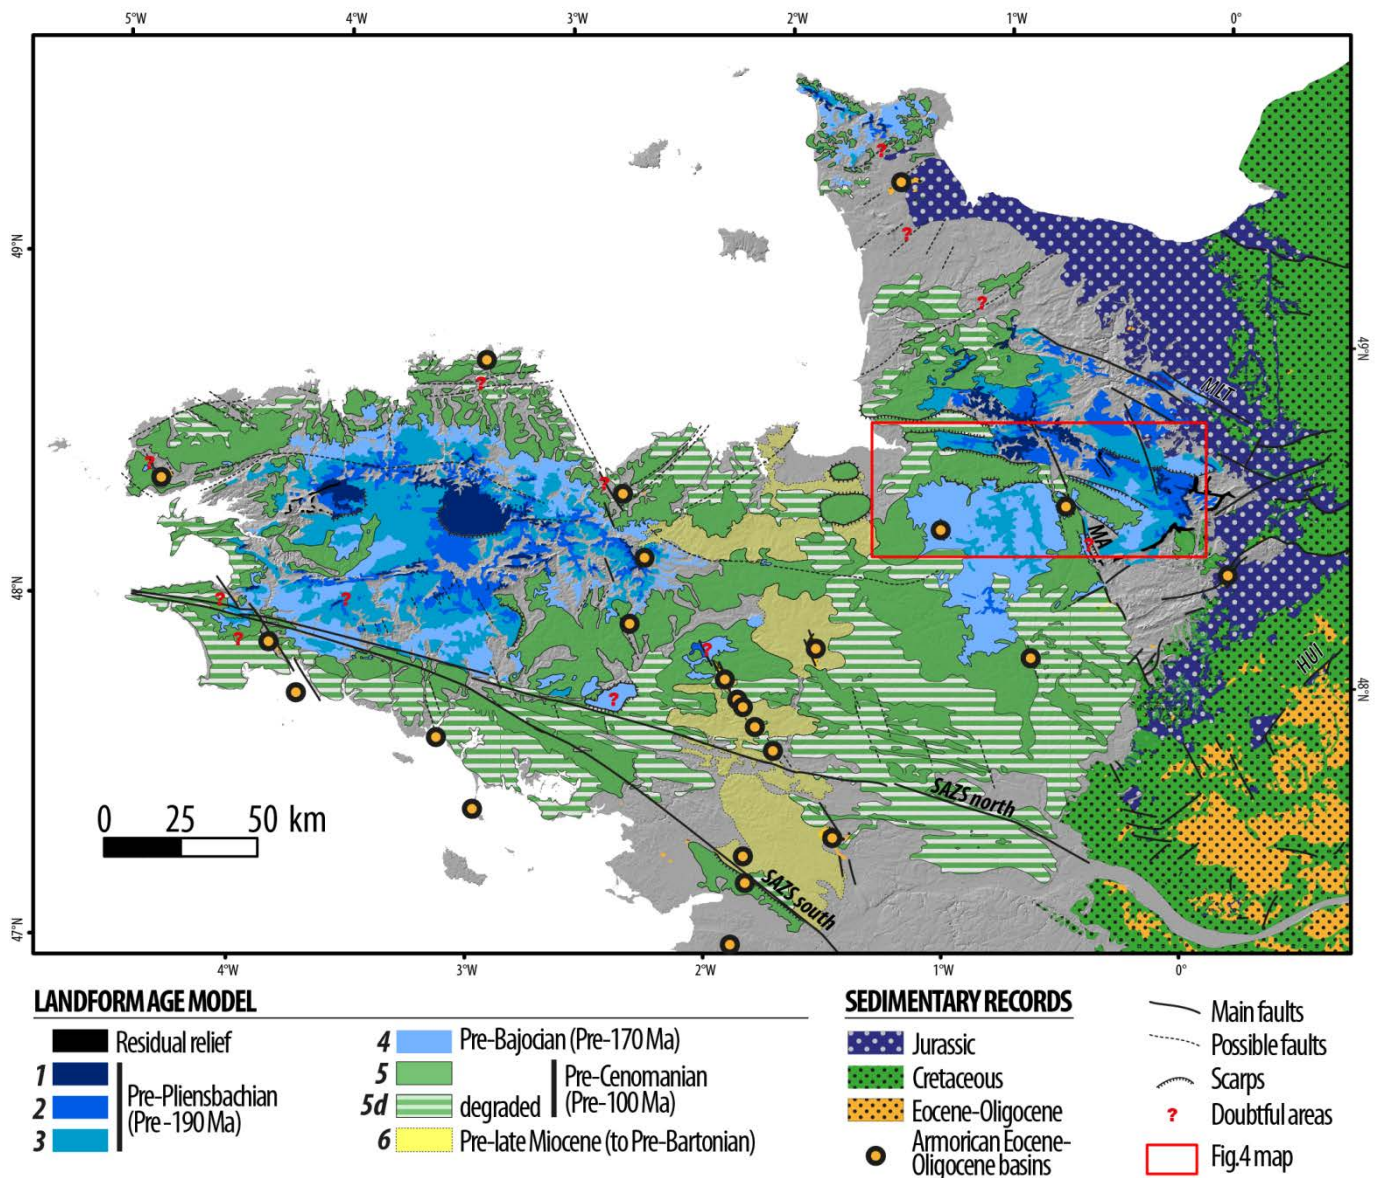 5°W 4°W 3°W 2°W 1°W 0°
49°N
49°N
MLT
MA
48°N
HUI
48°N
SAZS north
0 25 50 km
SAZS south
47°N
4°W 3°W 2°W 1°W 0°
LANDFORM AGE MODEL
Residual relief
1
2
3
Pre-Pliensbachian
(Pre-190 Ma)
4 Pre-Bajocian (Pre-170 Ma)
5
5d degraded
Pre-Cenomanian
(Pre-100 Ma)
6 Pre-late Miocene (to Pre-Bartonian)
SEDIMENTARY RECORDS
Jurassic
Cretaceous
Eocene-Oligocene
Armorican Eocene-
Oligocene basins
Main faults
Possible faults
Scarps
? Doubtful areas
Fig.4 map